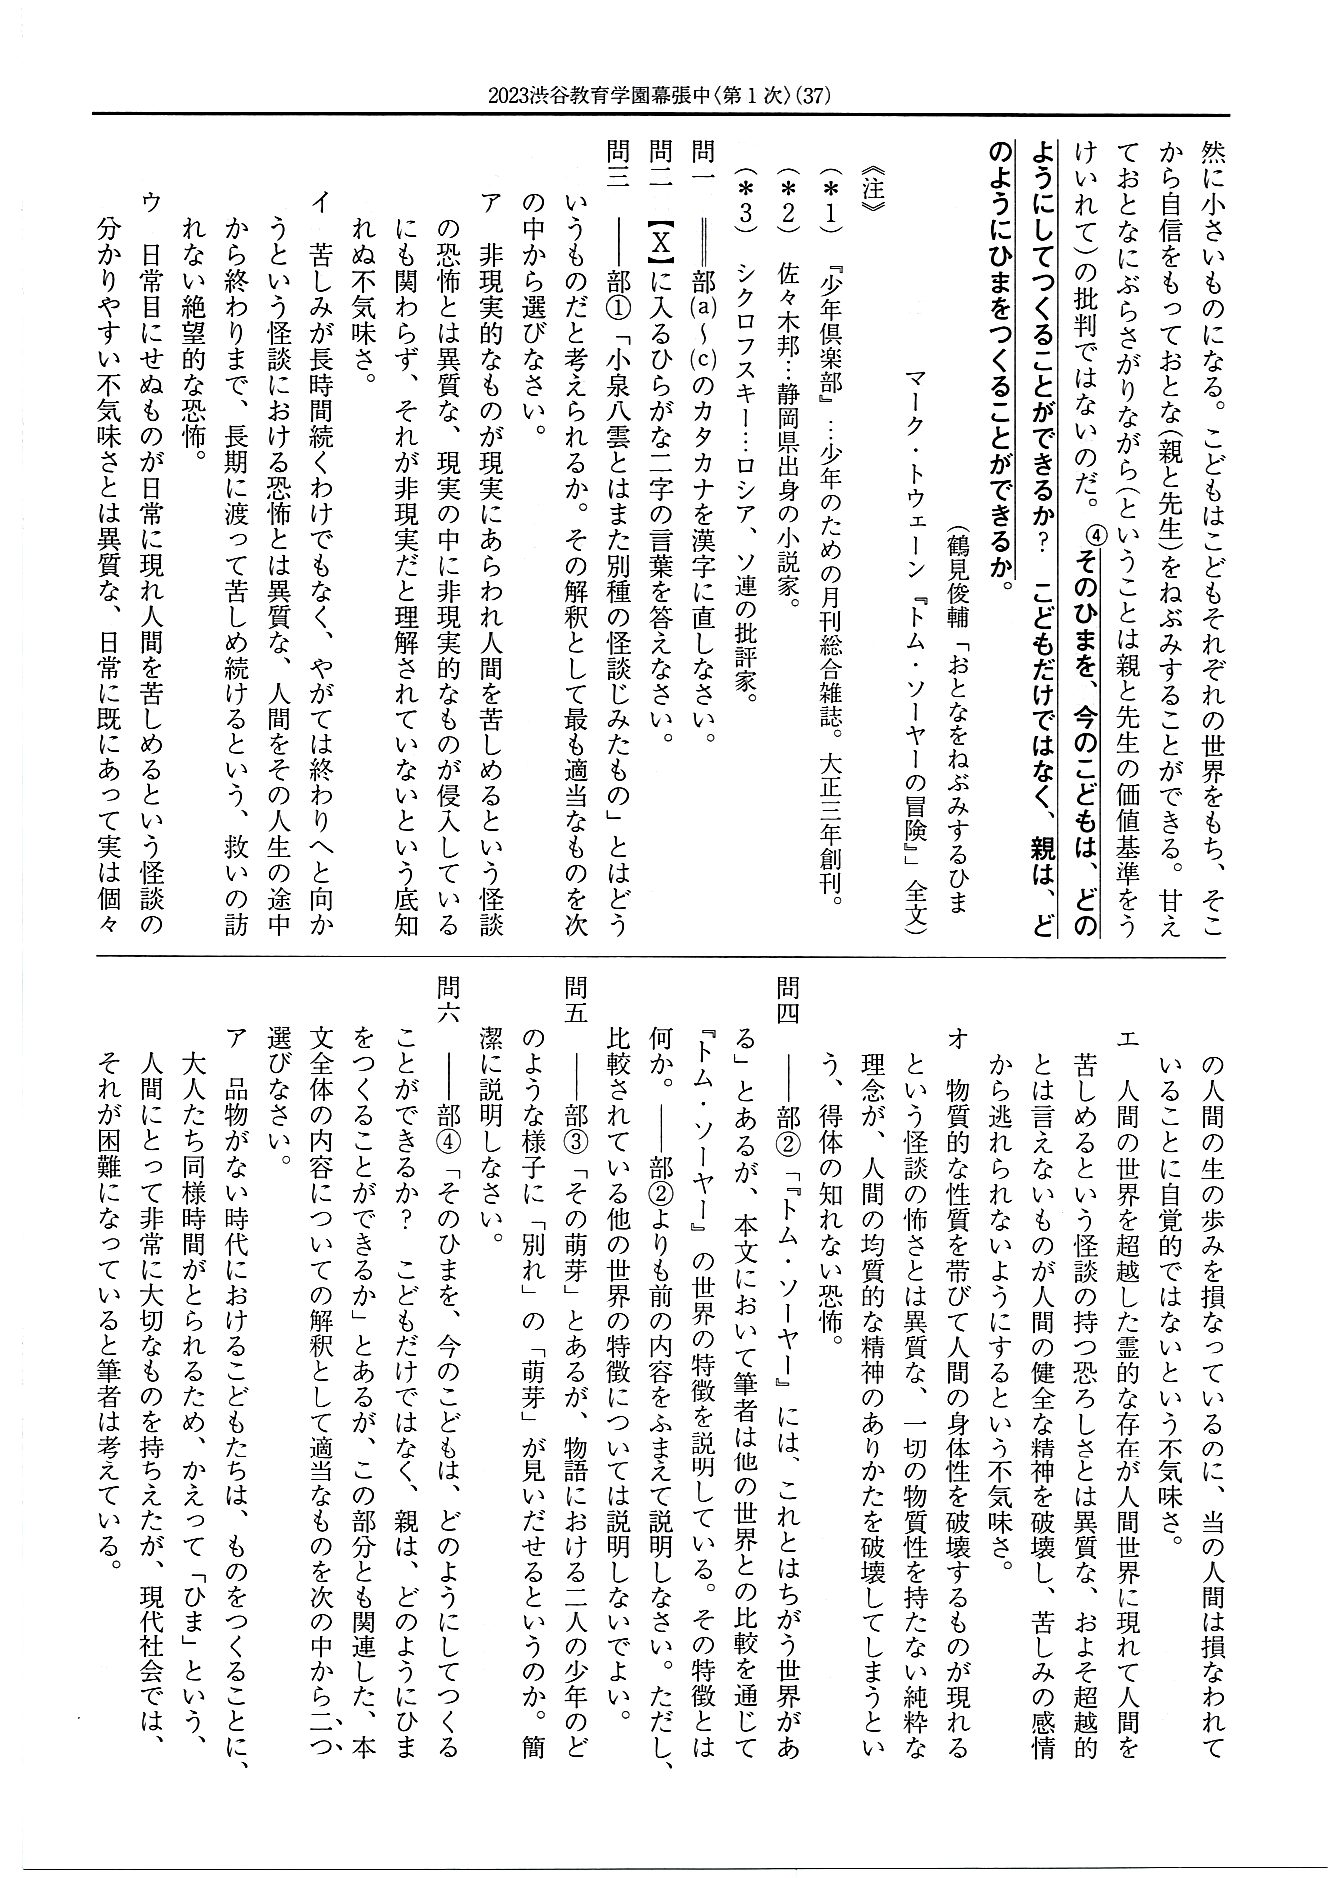 2023渋谷教育学園幕張中〈第1次〉(37)
然に小さいものになる。こどもはこどもそれぞれの世界をもち、そこ
から自信をもっておとな(親と先生)をねぶみすることができる。甘え
ておとなにぶらさがりながら(ということは親と先生の価値基準をう
けいれて)の批判ではないのだ。④そのひまを、今のこどもは、どの
ようにしてつくることができるか? こどもだけではなく、親は、ど
のようにひまをつくることができるか。
(鶴見俊輔「おとなをねぶみするひま
マーク・トウェーン『トム・ソーヤーの冒険』」全文)
《注》
(*1) 『少年倶楽部』…少年のための月刊総合雑誌。大正三年創刊。
(*2) 佐々木邦…静岡県出身の小説家。
(*3) シクロフスキー…ロシア、ソ連の批評家。
問一 ══部(a)~(c)のカタカナを漢字に直しなさい。
問二 【X】に入るひらがな二字の言葉を答えなさい。
問三 ――部①「小泉八雲とはまた別種の怪談じみたもの」とはどう
いうものだと考えられるか。その解釈として最も適当なものを次
の中から選びなさい。
ア 非現実的なものが現実にあらわれ人間を苦しめるという怪談
の恐怖とは異質な、現実の中に非現実的なものが侵入している
にも関わらず、それが非現実だと理解されていないという底知
れぬ不気味さ。
イ 苦しみが長時間続くわけでもなく、やがては終わりへと向か
うという怪談における恐怖とは異質な、人間をその人生の途中
から終わりまで、長期に渡って苦しめ続けるという、救いの訪
れない絶望的な恐怖。
ウ 日常目にせぬものが日常に現れ人間を苦しめるという怪談の
分かりやすい不気味さとは異質な、日常に既にあって実は個々
の人間の生の歩みを損なっているのに、当の人間は損なわれて
いることに自覚的ではないという不気味さ。
エ 人間の世界を超越した霊的な存在が人間世界に現れて人間を
苦しめるという怪談の持つ恐ろしさとは異質な、およそ超越的
とは言えないものが人間の健全な精神を破壊し、苦しみの感情
から逃れられないようにするという不気味さ。
オ 物質的な性質を帯びて人間の身体性を破壊するものが現れる
という怪談の怖さとは異質な、一切の物質性を持たない純粋な
理念が、人間の均質的な精神のありかたを破壊してしまうとい
う、得体の知れない恐怖。
問四 ――部②「『トム・ソーヤー』には、これとはちがう世界があ
る」とあるが、本文において筆者は他の世界との比較を通じて
『トム・ソーヤー』の世界の特徴を説明している。その特徴とは
何か。――部②よりも前の内容をふまえて説明しなさい。ただし、
比較されている他の世界の特徴については説明しないでよい。
問五 ――部③「その萌芽」とあるが、物語における二人の少年のど
のような様子に「別れ」の「萌芽」が見いだせるというのか。簡
潔に説明しなさい。
問六 ――部④「そのひまを、今のこどもは、どのようにしてつくる
ことができるか? こどもだけではなく、親は、どのようにひま
をつくることができるか」とあるが、この部分とも関連した、本
文全体の内容についての解釈として適当なものを次の中から二つ
選びなさい。
ア 品物がない時代におけるこどもたちは、ものをつくることに、
大人たち同様時間がとられるため、かえって「ひま」という、
人間にとって非常に大切なものを持ちえたが、現代社会では、
それが困難になっていると筆者は考えている。